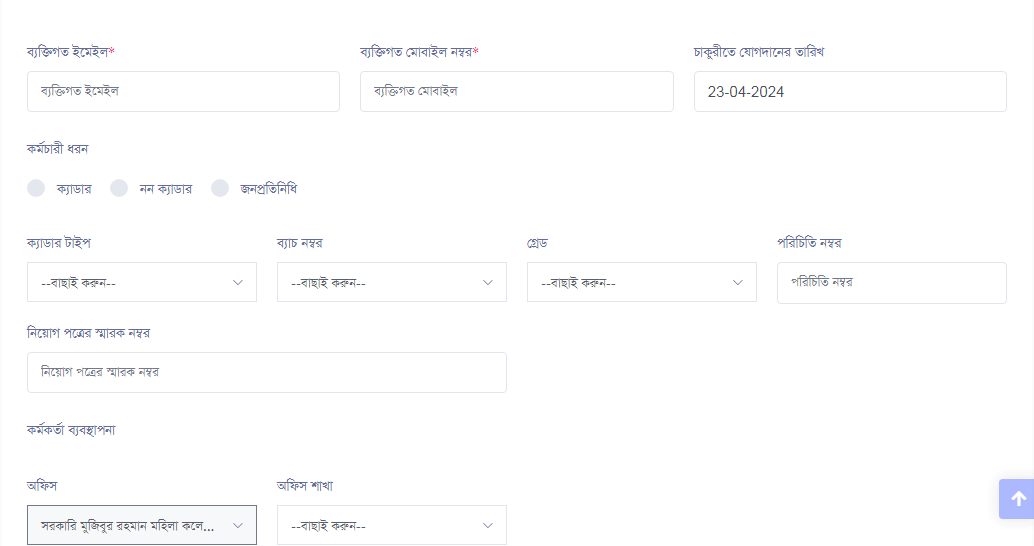 ব্যক্তিগত ইমেইল* ব্যক্তিগত মোবাইল নম্বর* চাকুরীতে যোগদানের তারিখ
ব্যক্তিগত ইমেইল ব্যক্তিগত মোবাইল 23-04-2024
কর্মচারী ধরন
ক্যাডার নন ক্যাডার জনপ্রতিনিধি
ক্যাডার টাইপ ব্যাচ নম্বর গ্রেড পরিচিতি নম্বর
--বাছাই করুন-- --বাছাই করুন-- --বাছাই করুন-- পরিচিতি নম্বর
নিয়োগ পত্রের স্মারক নম্বর
নিয়োগ পত্রের স্মারক নম্বর
কর্মকর্তা ব্যবস্থাপনা
অফিস অফিস শাখা
সরকারি মুজিবুর রহমান মহিলা কলে... --বাছাই করুন--